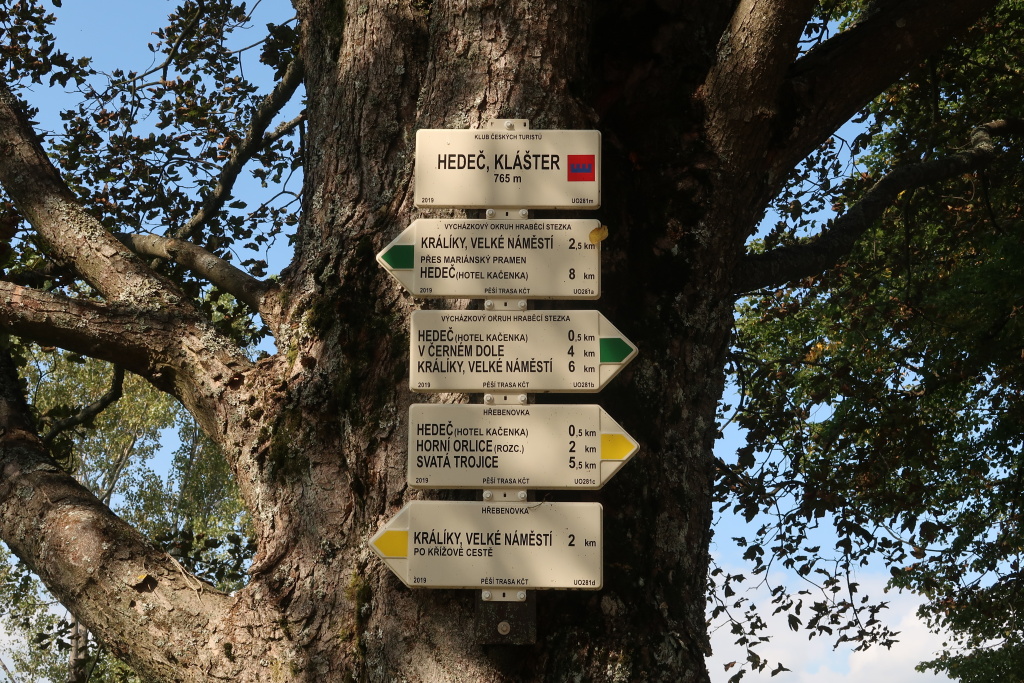 KLUB ČESKÝCH TURISTŮ
HEDEČ, KLÁŠTER
765 m
2019 UO281m
VYCHÁZKOVÝ OKRUH HRABĚCÍ STEZKA
KRÁLÍKY, VELKÉ NÁMĚSTÍ 2,5 km
PŘES MARIÁNSKÝ PRAMEN
HEDEČ (HOTEL KAČENKA) 8 km
2019 PĚŠÍ TRASA KČT UO281a
VYCHÁZKOVÝ OKRUH HRABĚCÍ STEZKA
HEDEČ (HOTEL KAČENKA) 0,5 km
V ČERNÉM DOLE 4 km
KRÁLÍKY, VELKÉ NÁMĚSTÍ 6 km
2019 PĚŠÍ TRASA KČT UO281b
HŘEBENOVKA
HEDEČ (HOTEL KAČENKA) 0,5 km
HORNÍ ORLICE (ROZC.) 2 km
SVATÁ TROJICE 5,5 km
2019 PĚŠÍ TRASA KČT UO281c
HŘEBENOVKA
KRÁLÍKY, VELKÉ NÁMĚSTÍ 2 km
PO KŘÍŽOVÉ CESTĚ
2019 PĚŠÍ TRASA KČT UO281d